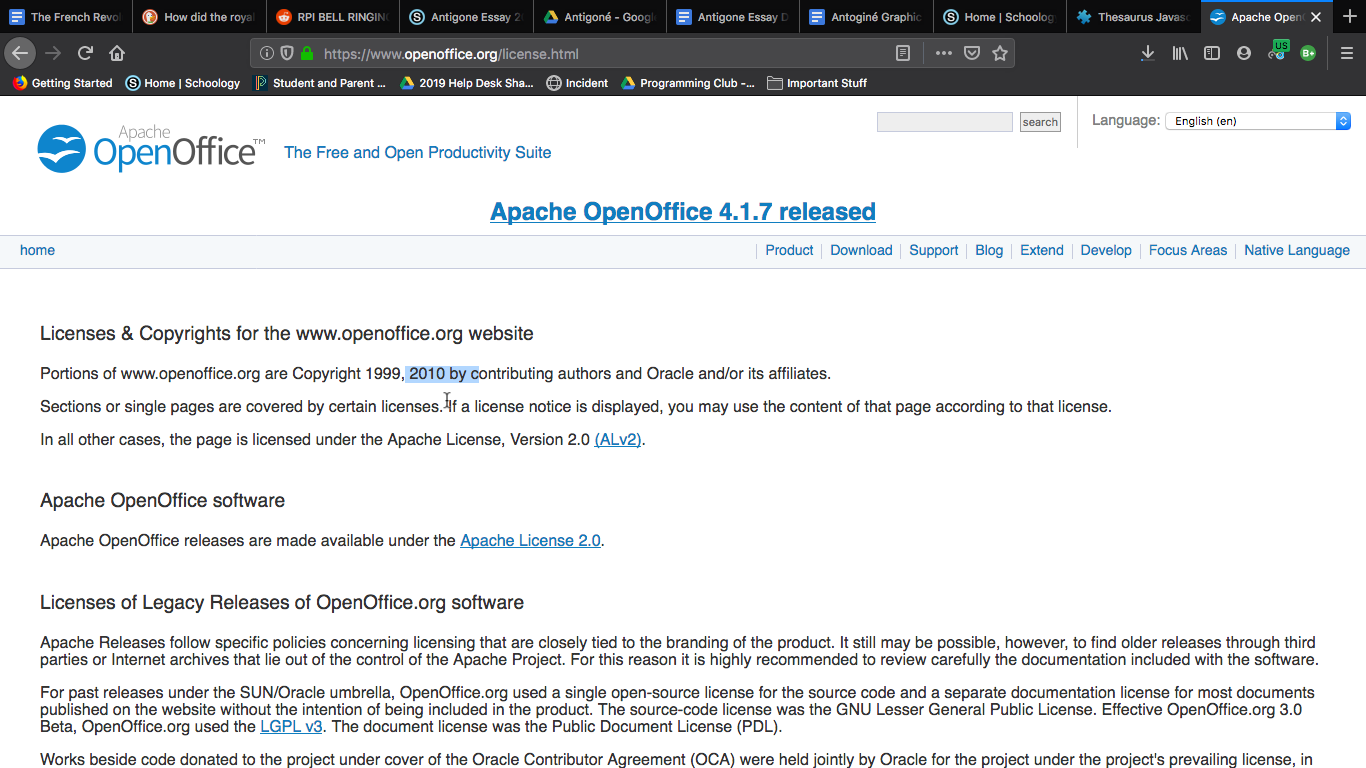 The French Revol
How did the royal
RPI BELL RINGING
Antigone Essay 2
Antigoné - Google
Antigone Essay D
Antoginé Graphic
Home | Schoology
Thesaurus Javasc
Apache OpenO
https://www.openoffice.org/license.html
US
B+
Getting Started
Home | Schoology
Student and Parent ...
2019 Help Desk Sha...
Incident
Programming Club -...
Important Stuff
Apache
OpenOffice™
The Free and Open Productivity Suite
search
Language:
English (en)
Apache OpenOffice 4.1.7 released
home
Product
Download
Support
Blog
Extend
Develop
Focus Areas
Native Language
Licenses & Copyrights for the www.openoffice.org website
Portions of www.openoffice.org are Copyright 1999, 2010 by contributing authors and Oracle and/or its affiliates.
Sections or single pages are covered by certain licenses. If a license notice is displayed, you may use the content of that page according to that license.
In all other cases, the page is licensed under the Apache License, Version 2.0 (ALv2).
Apache OpenOffice software
Apache OpenOffice releases are made available under the Apache License 2.0.
Licenses of Legacy Releases of OpenOffice.org software
Apache Releases follow specific policies concerning licensing that are closely tied to the branding of the product. It still may be possible, however, to find older releases through third
parties or Internet archives that lie out of the control of the Apache Project. For this reason it is highly recommended to review carefully the documentation included with the software.
For past releases under the SUN/Oracle umbrella, OpenOffice.org used a single open-source license for the source code and a separate documentation license for most documents
published on the website without the intention of being included in the product. The source-code license was the GNU Lesser General Public License. Effective OpenOffice.org 3.0
Beta, OpenOffice.org used the LGPL v3. The document license was the Public Document License (PDL).
Works beside code donated to the project under cover of the Oracle Contributor Agreement (OCA) were held jointly by Oracle for the project under the project's prevailing license, in